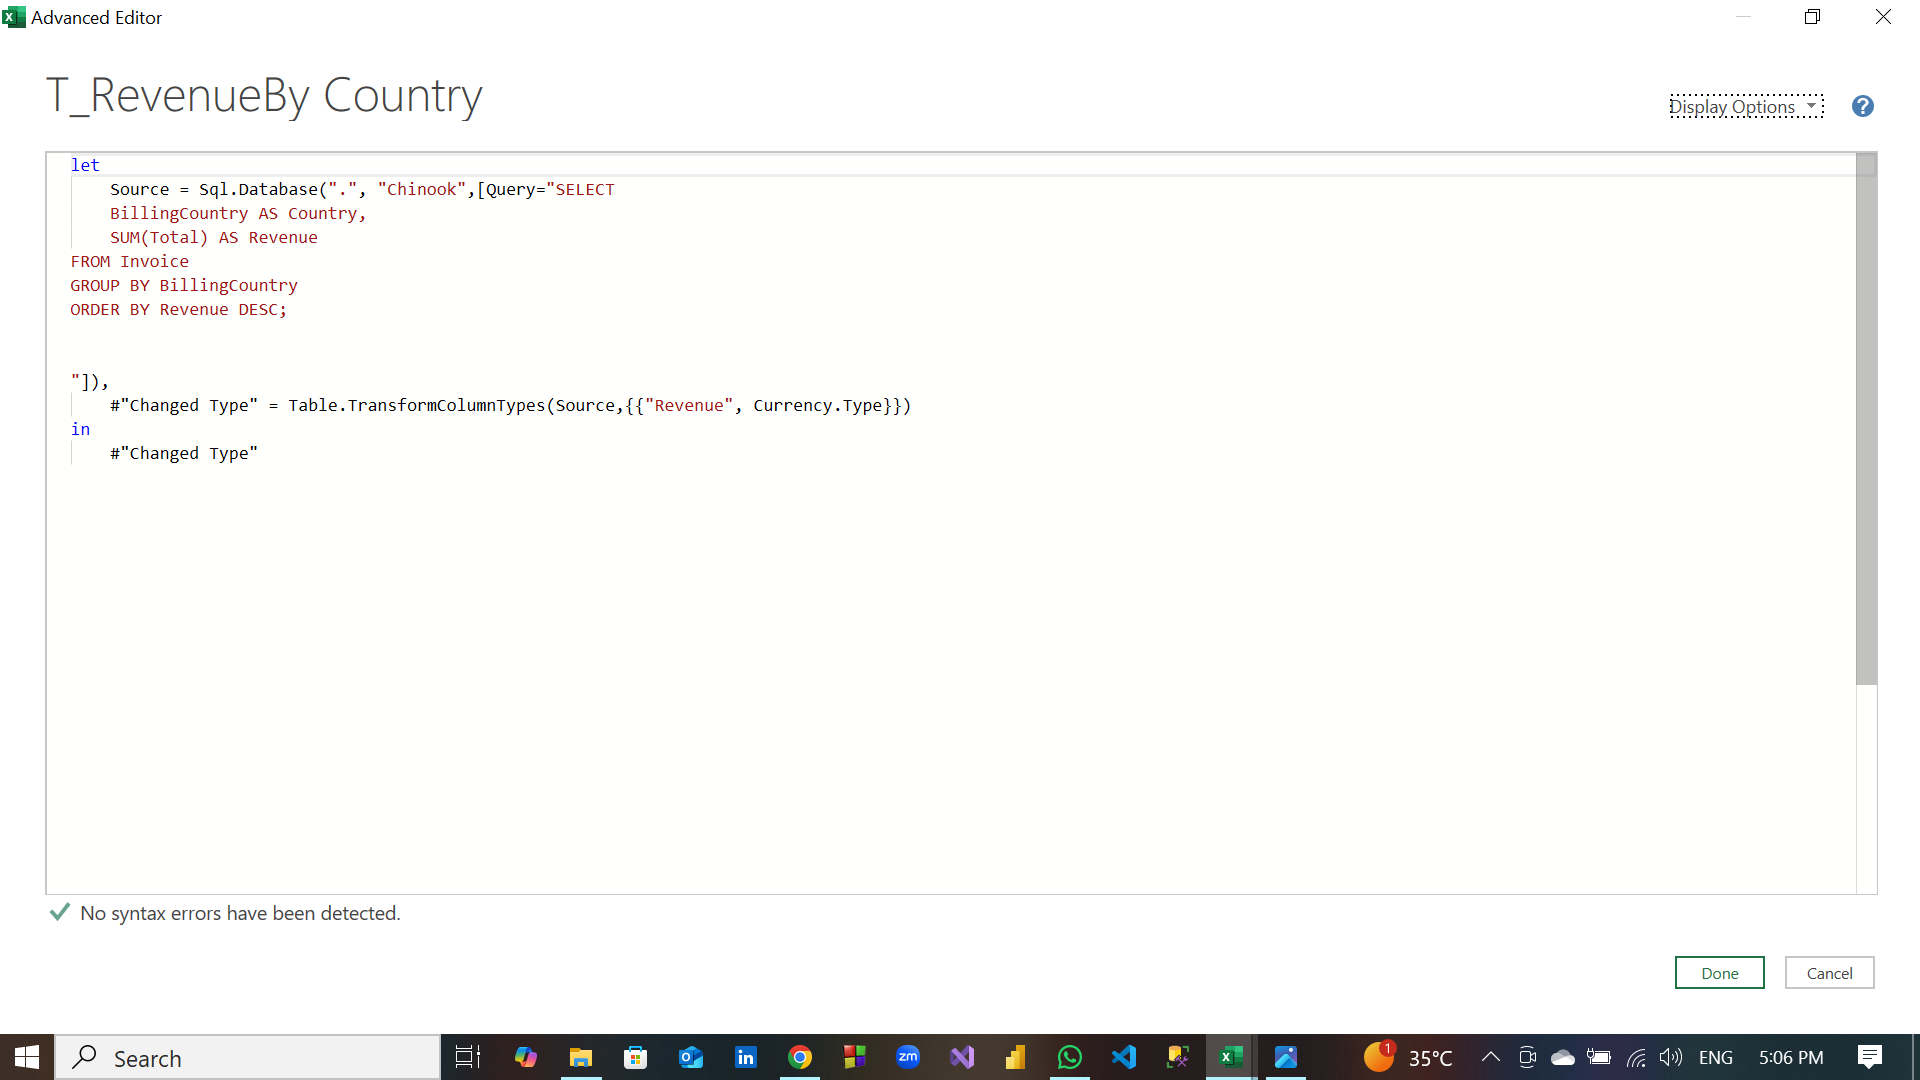 Advanced Editor
T_RevenueBy Country
Display Options
?
let
    Source = Sql.Database(".", "Chinook",[Query="SELECT
    BillingCountry AS Country,
    SUM(Total) AS Revenue
FROM Invoice
GROUP BY BillingCountry
ORDER BY Revenue DESC;
"]),
    #"Changed Type" = Table.TransformColumnTypes(Source,{{"Revenue", Currency.Type}})
in
    #"Changed Type"
No syntax errors have been detected.
Done
Cancel
Search
in
zm
1
35°C
ENG
5:06 PM